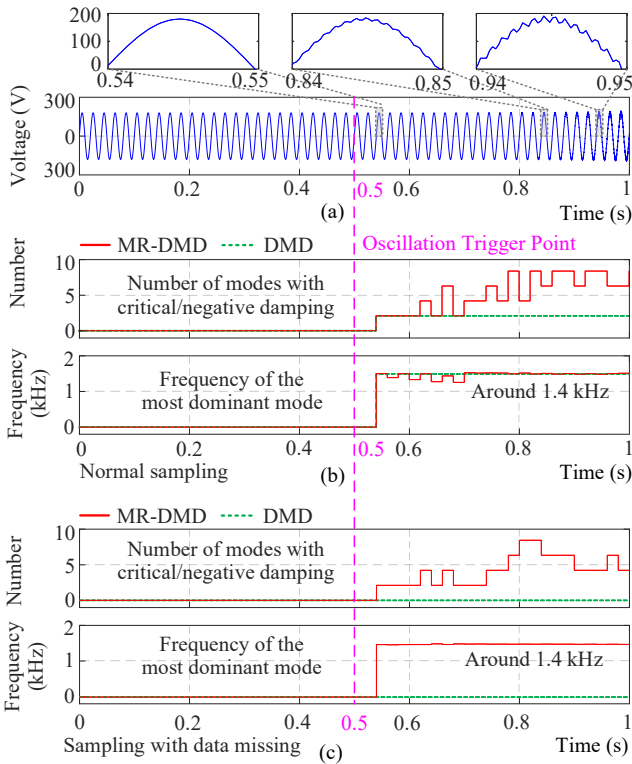 0.54 0.55 0.84 0.85 0.94 0.95
Voltage (V)
300
0
300
0 0.2 0.4 0.5 0.6 0.8 1
(a)
Time (s)
Oscillation Trigger Point
MR-DMD DMD
Number
10
5
0
Number of modes with
critical/negative damping
Frequency
(kHz)
2
1
0
Frequency of the
most dominant mode
Around 1.4 kHz
0 0.2 0.4 0.5 0.6 0.8 1
Normal sampling
(b)
Time (s)
MR-DMD DMD
Number
10
5
0
Number of modes with
critical/negative damping
Frequency
(kHz)
2
1
0
Frequency of the
most dominant mode
Around 1.4 kHz
0 0.2 0.4 0.5 0.6 0.8 1
Sampling with data missing
(c)
Time (s)